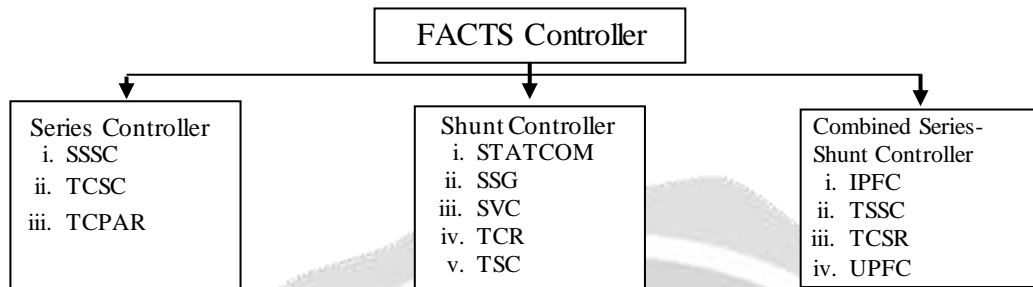 FACTS Controller
Series Controller
i. SSSC
ii. TCSC
iii. TCPAR
Shunt Controller
i. STATCOM
ii. SSG
iii. SVC
iv. TCR
v. TSC
Combined Series-
Shunt Controller
i. IPFC
ii. TSSC
iii. TCSR
iv. UPFC